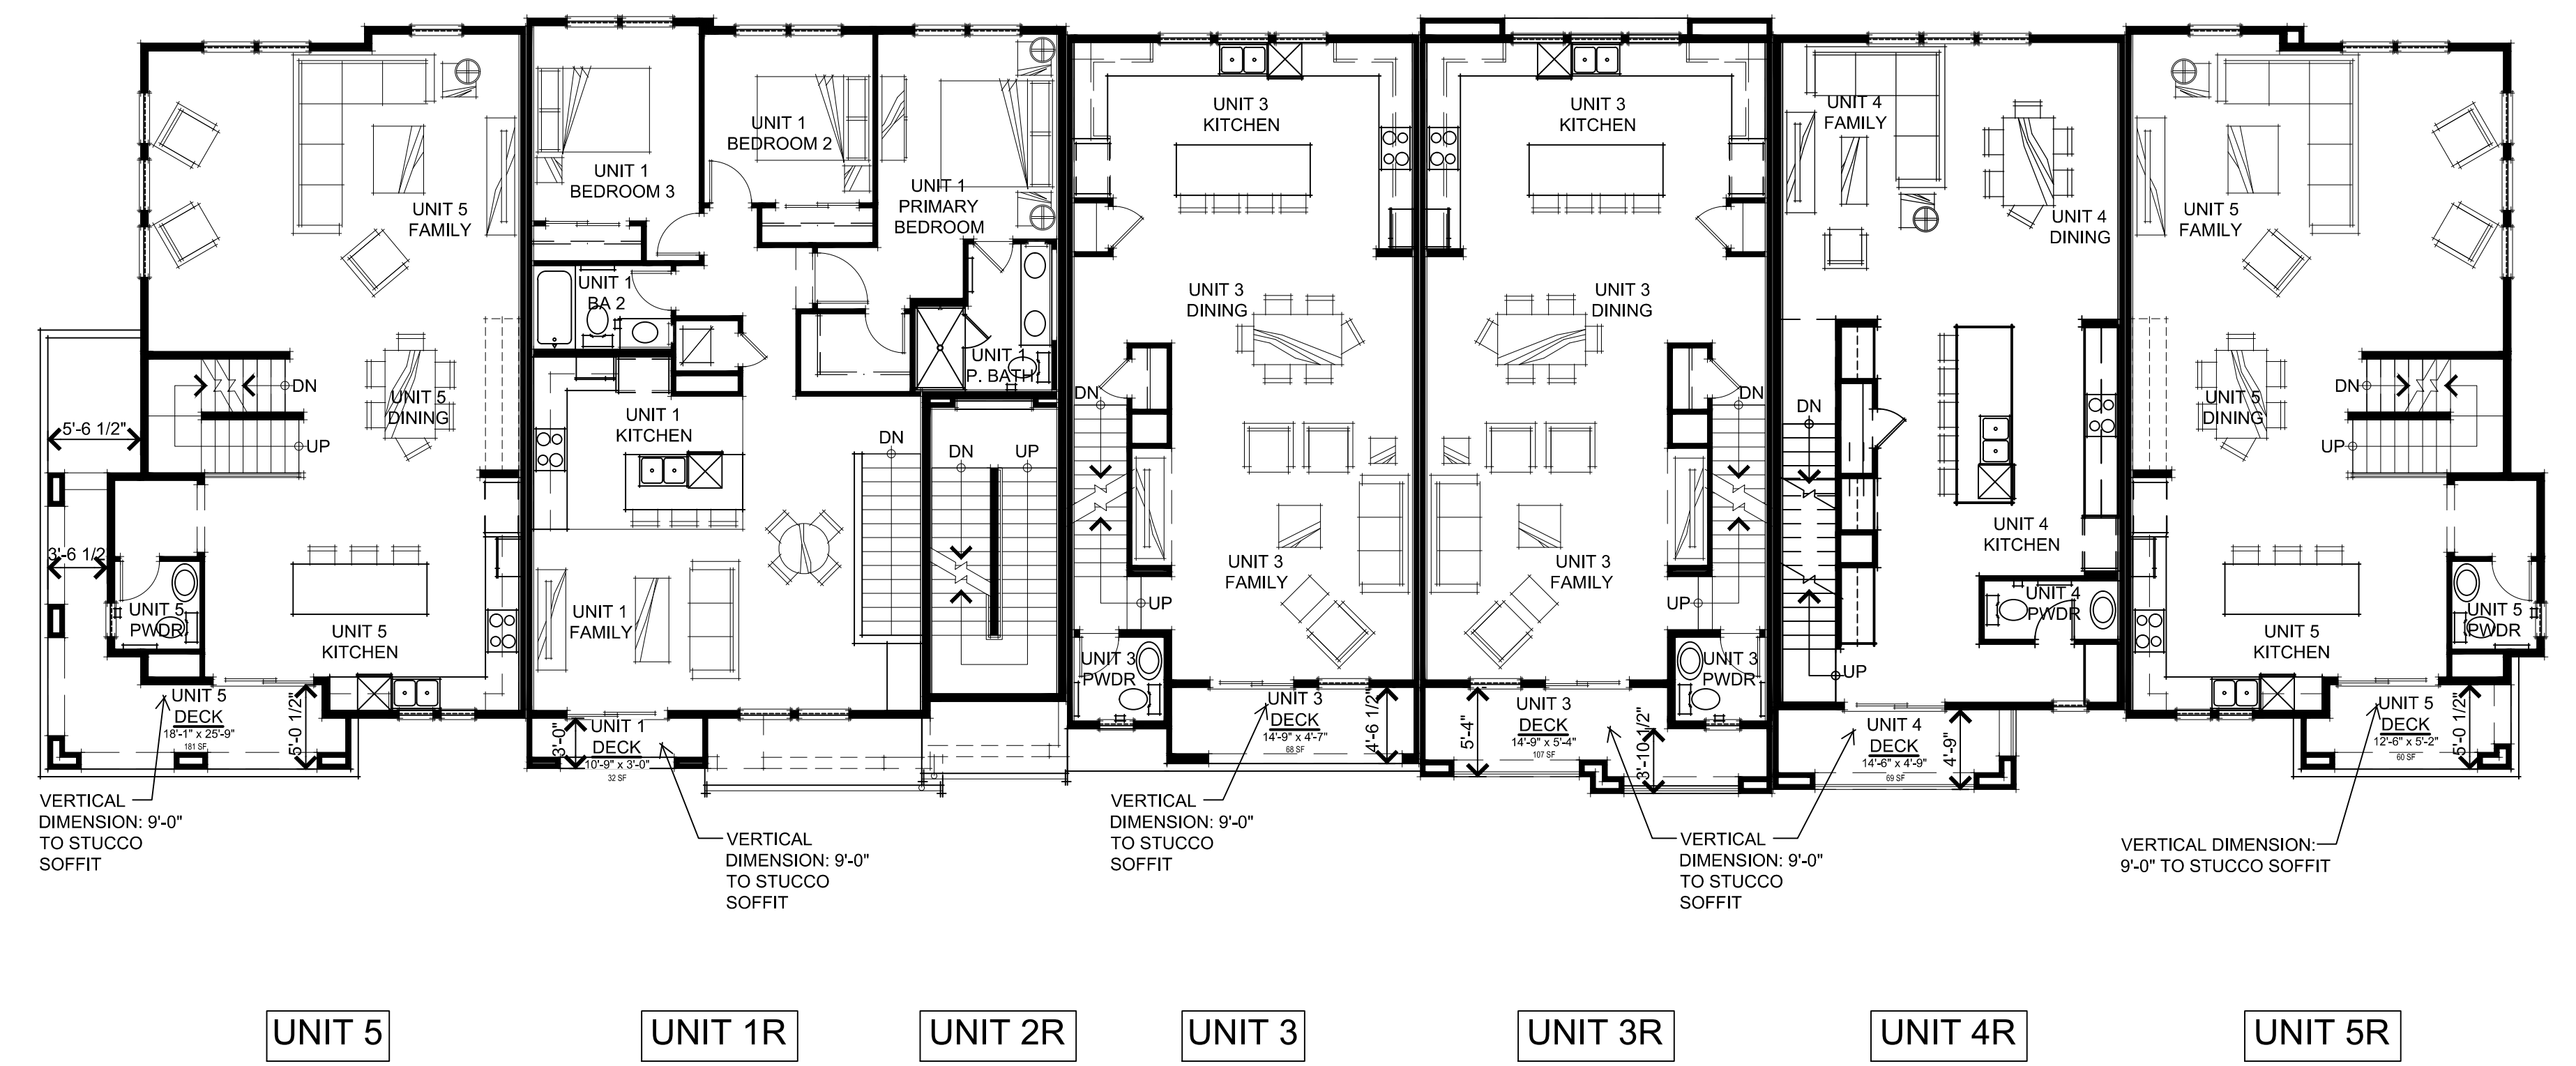 UNIT 5
FAMILY
DN
UP
UNIT 5
DINING
5'-6 1/2"
3'-6 1/2
UNIT 5
PWDR
UNIT 5
KITCHEN
UNIT 5
DECK
18'-1" x 25'-9"
181 SF
5'-0 1/2"
VERTICAL
DIMENSION: 9'-0"
TO STUCCO
SOFFIT
UNIT 1
BEDROOM 3
UNIT 1
BEDROOM 2
UNIT 1
PRIMARY
BEDROOM
UNIT 1
BA 2
UNIT 1
P. BATH
UNIT 1
KITCHEN
DN
DN
UP
UNIT 1
FAMILY
UNIT 1
DECK
10'-9" x 3'-0"
32 SF
3'-0"
VERTICAL
DIMENSION: 9'-0"
TO STUCCO
SOFFIT
UNIT 3
KITCHEN
UNIT 3
DINING
DN
UNIT 3
FAMILY
UP
UNIT 3
PWDR
UNIT 3
DECK
14'-9" x 4'-7"
68 SF
4'-6 1/2"
VERTICAL
DIMENSION: 9'-0"
TO STUCCO
SOFFIT
UNIT 3
KITCHEN
UNIT 3
DINING
DN
UNIT 3
FAMILY
UP
UNIT 3
PWDR
5'-4"
UNIT 3
DECK
14'-9" x 5'-4"
107 SF
3'-10 1/2"
VERTICAL
DIMENSION: 9'-0"
TO STUCCO
SOFFIT
UNIT 4
FAMILY
UNIT 4
DINING
DN
UNIT 4
KITCHEN
UNIT 4
PWDR
UP
UNIT 4
DECK
14'-6" x 4'-9"
69 SF
4'-9"
UNIT 5
FAMILY
DN
UNIT 5
DINING
UP
UNIT 5
PWDR
UNIT 5
KITCHEN
UNIT 5
DECK
12'-6" x 5'-2"
60 SF
5'-0 1/2"
VERTICAL DIMENSION:
9'-0" TO STUCCO SOFFIT
UNIT 5
UNIT 1R
UNIT 2R
UNIT 3
UNIT 3R
UNIT 4R
UNIT 5R